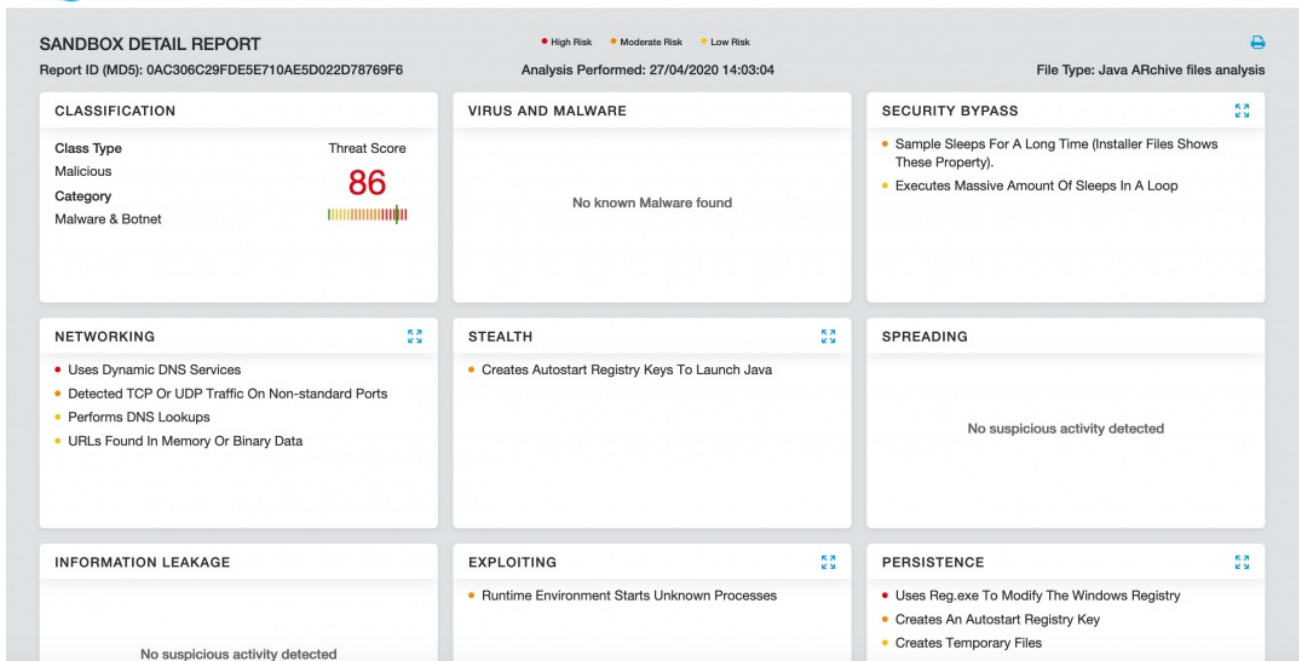 SANDBOX DETAIL REPORT
High Risk Moderate Risk Low Risk
Report ID (MD5): 0AC306C29FDE5E710AE5D022D78769F6
Analysis Performed: 27/04/2020 14:03:04
File Type: Java ARchive files analysis
CLASSIFICATION
Class Type
Malicious
Category
Malware & Botnet
Threat Score
86
VIRUS AND MALWARE
No known Malware found
SECURITY BYPASS
Sample Sleeps For A Long Time (Installer Files Shows
These Property).
Executes Massive Amount Of Sleeps In A Loop
NETWORKING
Uses Dynamic DNS Services
Detected TCP Or UDP Traffic On Non-standard Ports
Performs DNS Lookups
URLs Found In Memory Or Binary Data
STEALTH
Creates Autostart Registry Keys To Launch Java
SPREADING
No suspicious activity detected
INFORMATION LEAKAGE
No suspicious activity detected
EXPLOITING
Runtime Environment Starts Unknown Processes
PERSISTENCE
Uses Reg.exe To Modify The Windows Registry
Creates An Autostart Registry Key
Creates Temporary Files